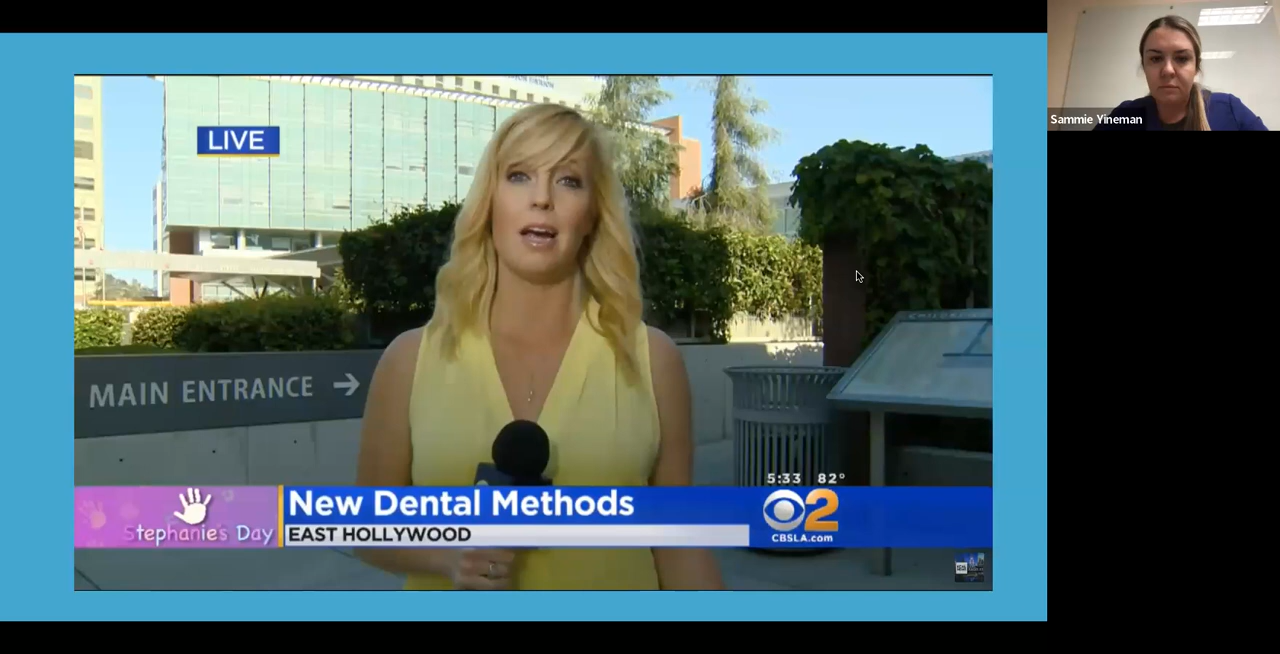 LIVE
MAIN ENTRANCE →
5:33 82°
Stephanie's Day
New Dental Methods
EAST HOLLYWOOD
2
CBSLA.com
Sammie Yineman